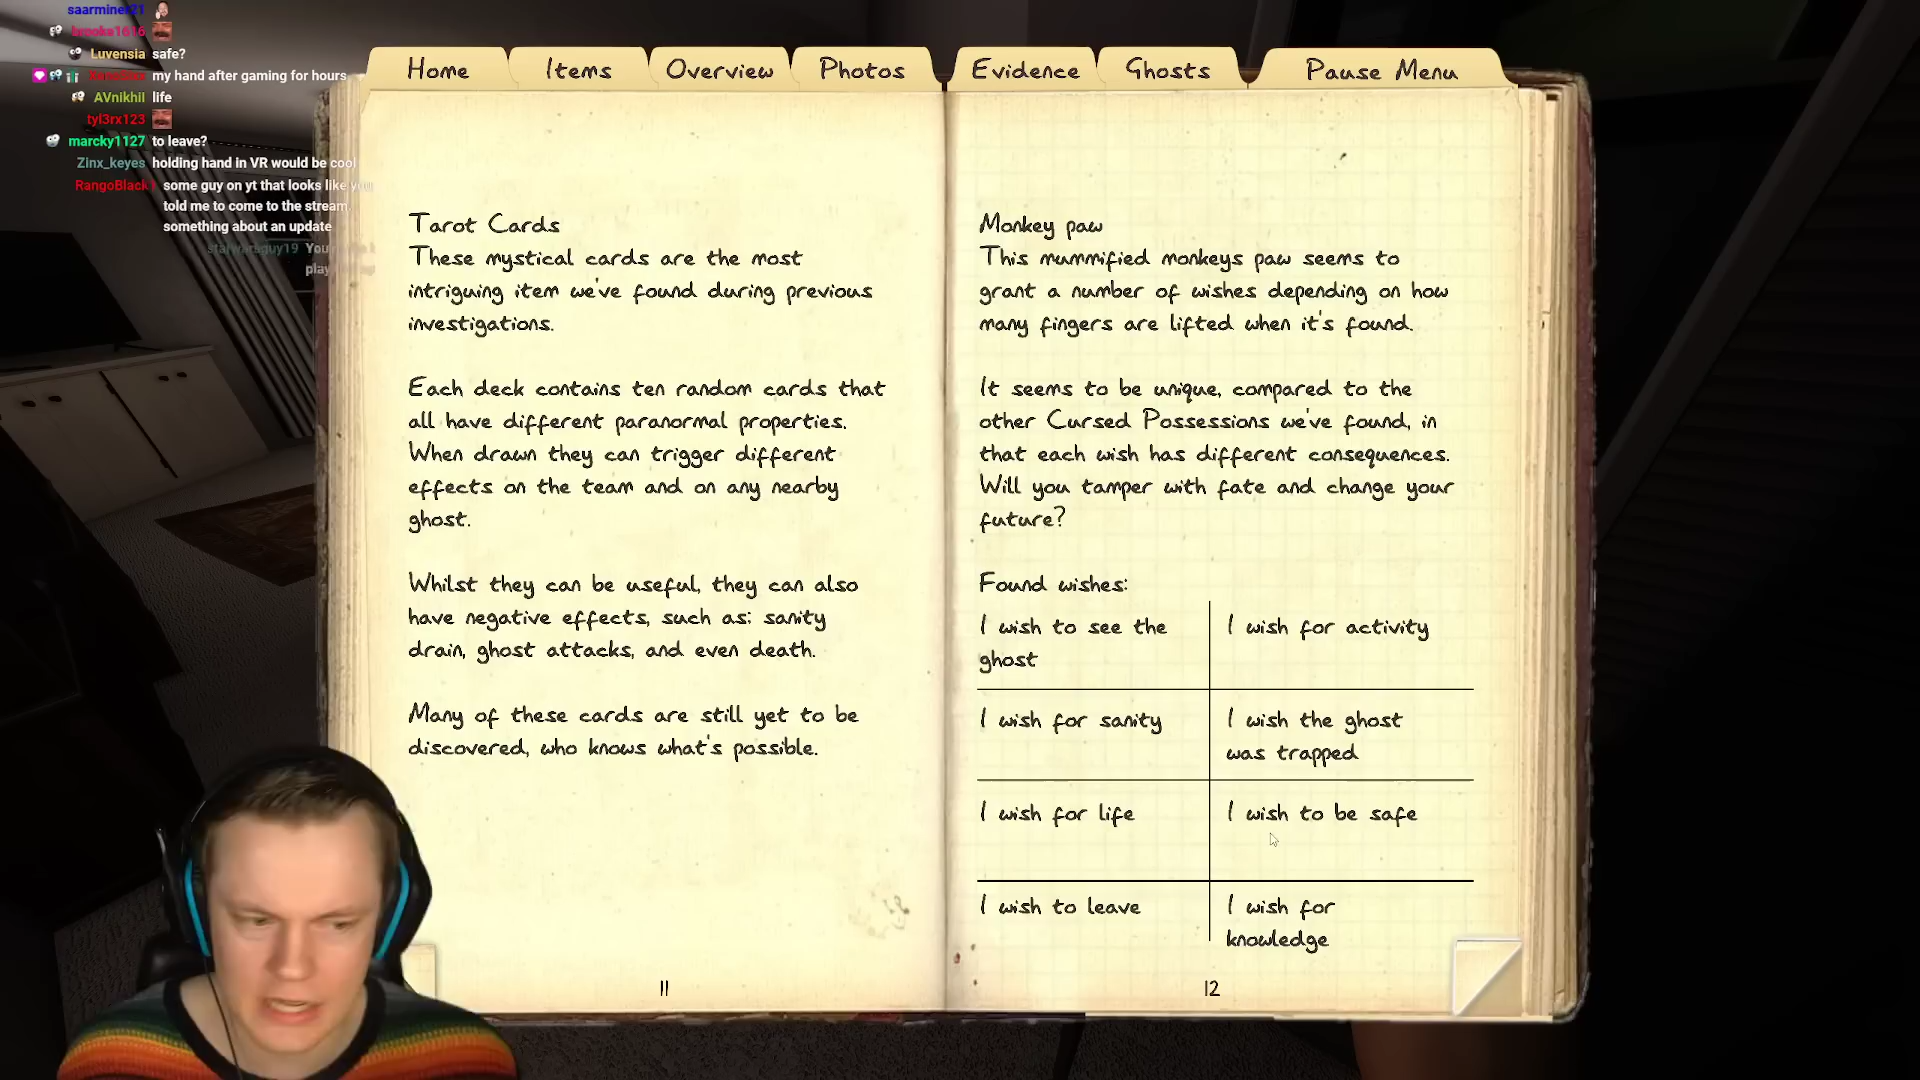 saarminer21
lsmoke1616
Luvensia safe?
my hand after gaming for hours
AVnikhil life
tyl3rx123
marcky1127 to leave?
Zinx_keyes holding hand in VR would be cool
RangoBlack some guy on yt that looks like you
told me to come to the stream,
something about an update
Home Items Overview Photos Evidence Ghosts Pause Menu
Tarot Cards
These mystical cards are the most
intriguing item we've found during previous
investigations.
Each deck contains ten random cards that
all have different paranormal properties.
When drawn they can trigger different
effects on the team and on any nearby
ghost.
Whilst they can be useful, they can also
have negative effects, such as: sanity
drain, ghost attacks, and even death.
Many of these cards are still yet to be
discovered, who knows what's possible.
11
Monkey paw
This mummified monkeys paw seems to
grant a number of wishes depending on how
many fingers are lifted when it's found.
It seems to be unique, compared to the
other Cursed Possessions we've found, in
that each wish has different consequences.
Will you tamper with fate and change your
future?
Found wishes:
I wish to see the
ghost
I wish for activity
I wish for sanity
I wish the ghost
was trapped
I wish for life
I wish to be safe
I wish to leave
I wish for
knowledge
12